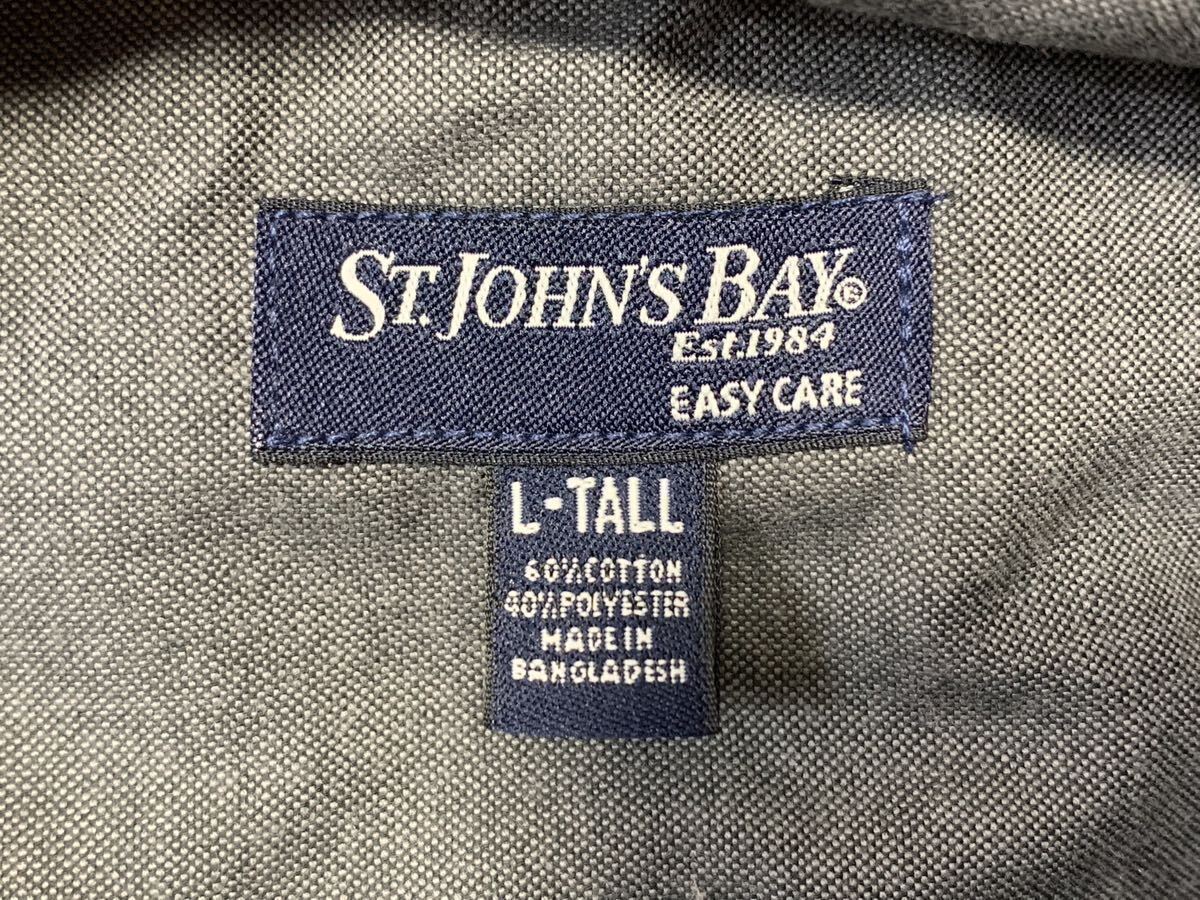 ST. JOHN'S BAY®
Est. 1984
EASY CARE
L-TALL
60% COTTON
40% POLYESTER
MADE IN
BANGLADESH